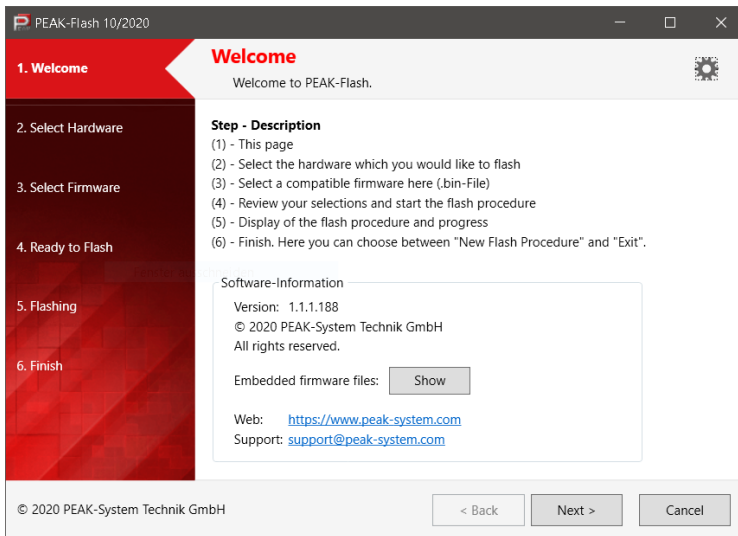 PEAK-Flash 10/2020
1. Welcome
Welcome
Welcome to PEAK-Flash.
2. Select Hardware
3. Select Firmware
4. Ready to Flash
5. Flashing
6. Finish
Step - Description
(1) - This page
(2) - Select the hardware which you would like to flash
(3) - Select a compatible firmware here (.bin-File)
(4) - Review your selections and start the flash procedure
(5) - Display of the flash procedure and progress
(6) - Finish. Here you can choose between "New Flash Procedure" and "Exit".
Software-Information
Version: 1.1.1.188
© 2020 PEAK-System Technik GmbH
All rights reserved.
Embedded firmware files: Show
Web: https://www.peak-system.com
Support: support@peak-system.com
© 2020 PEAK-System Technik GmbH
< Back Next > Cancel